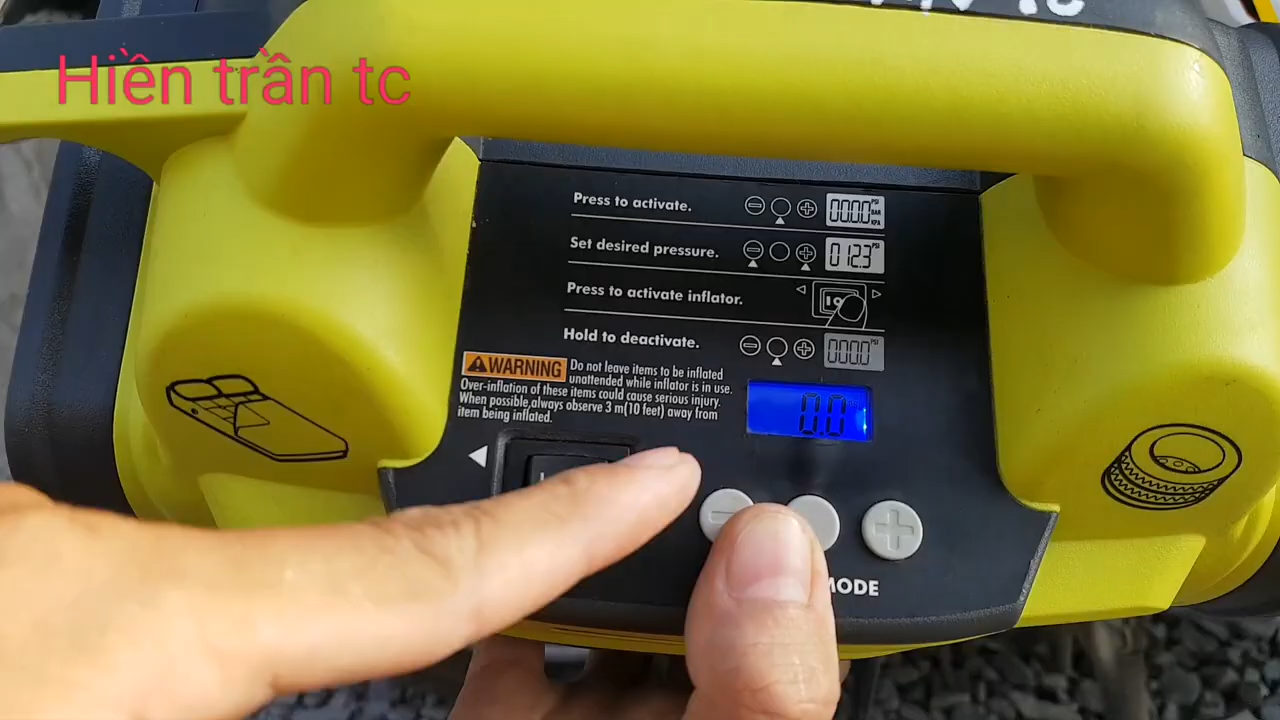 Hiền trần tc
Press to activate.
0000 PSI BAR KPA
Set desired pressure.
012.3 PSI
Press to activate inflator.
Hold to deactivate.
0000 PSI
WARNING Do not leave items to be inflated
unattended while inflator is in use.
Over-inflation of these items could cause serious injury.
When possible,always observe 3 m(10 feet) away from
item being inflated.
0.0
MODE